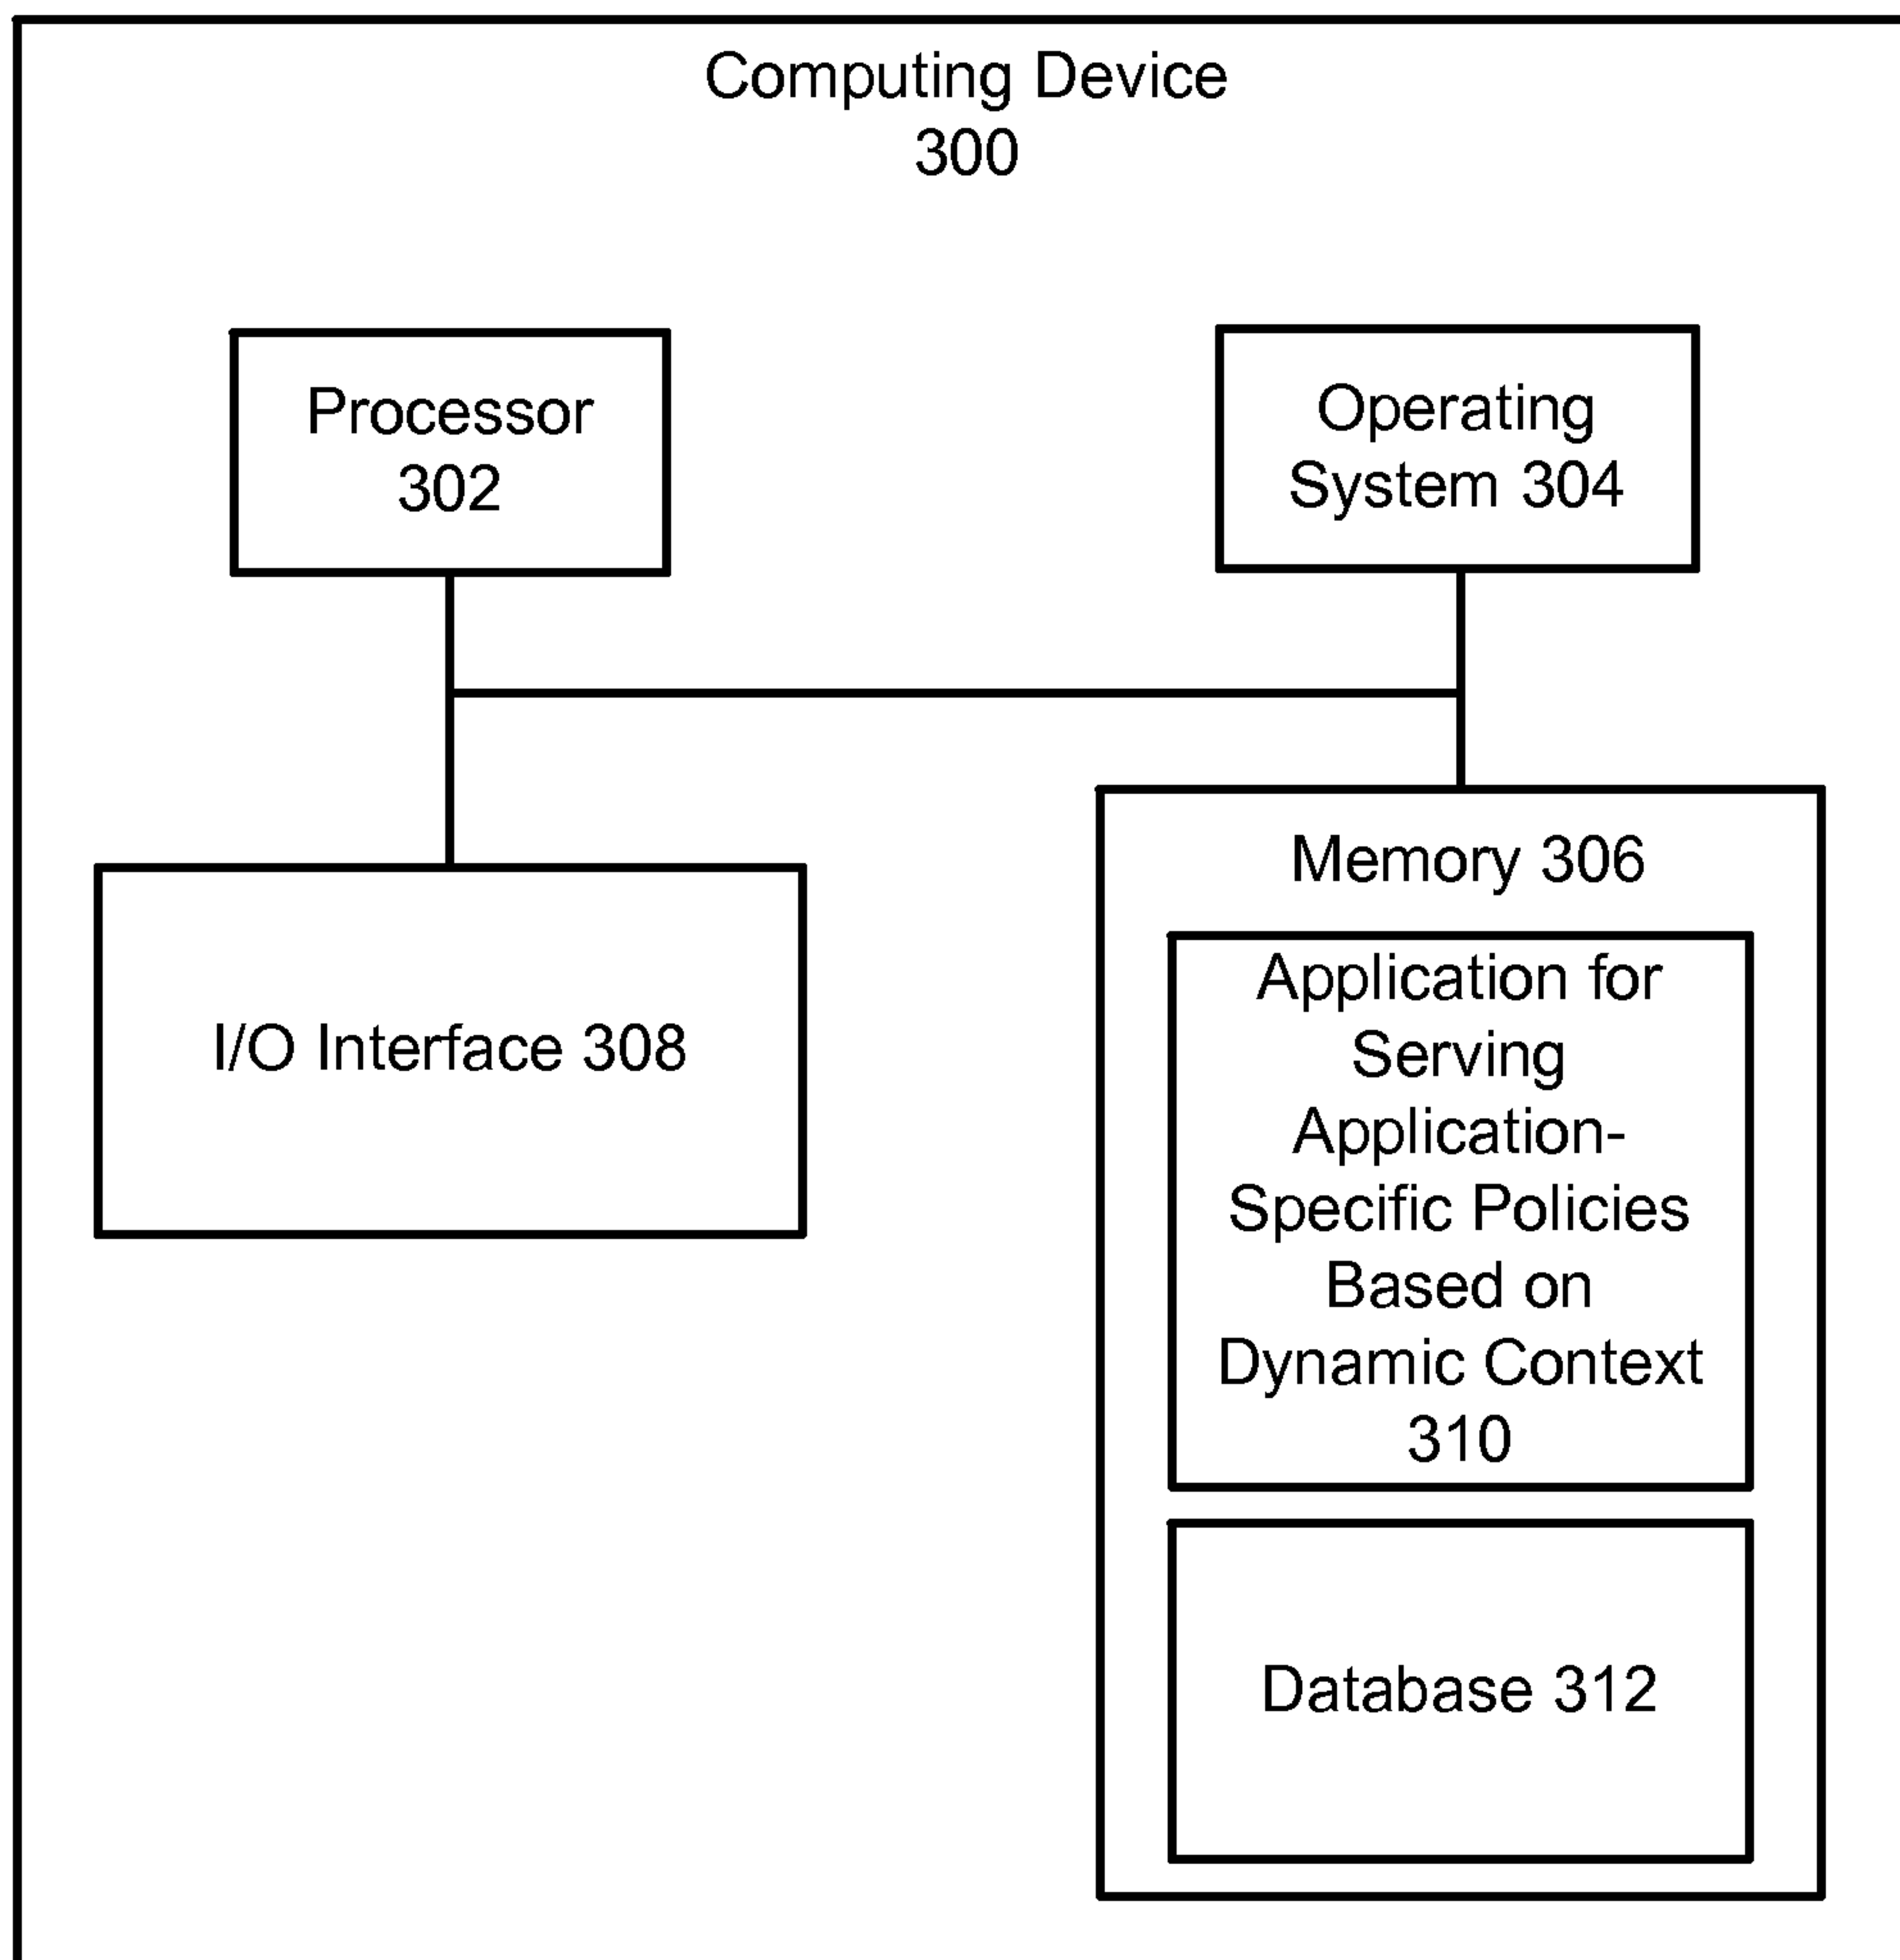 Computing Device
300
Processor
302
Operating
System 304
I/O Interface 308
Memory 306
Application for
Serving
Application-
Specific Policies
Based on
Dynamic Context
310
Database 312